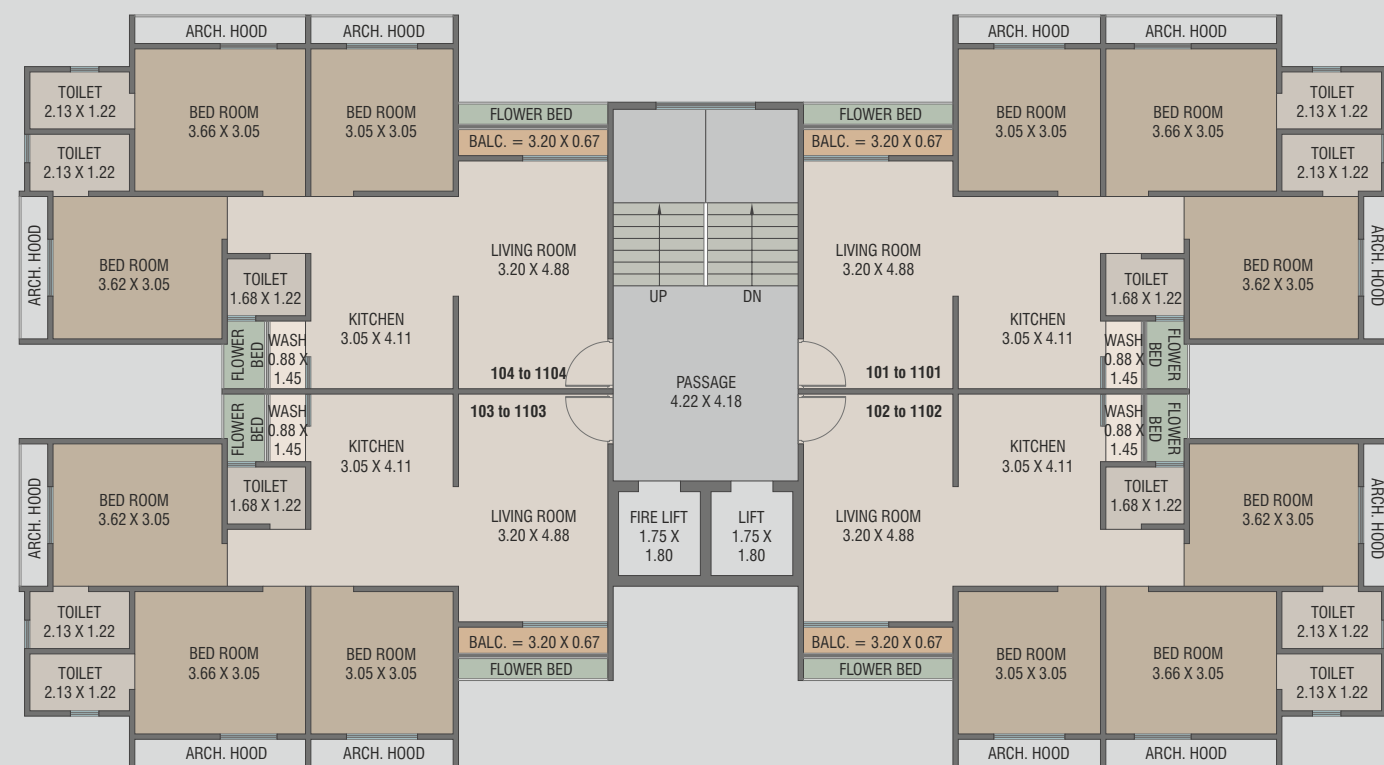 ARCH. HOOD
ARCH. HOOD
ARCH. HOOD
ARCH. HOOD
TOILET
2.13 X 1.22
BED ROOM
3.66 X 3.05
BED ROOM
3.05 X 3.05
FLOWER BED
BALC. = 3.20 X 0.67
FLOWER BED
BALC. = 3.20 X 0.67
BED ROOM
3.05 X 3.05
BED ROOM
3.66 X 3.05
TOILET
2.13 X 1.22
TOILET
2.13 X 1.22
TOILET
2.13 X 1.22
ARCH. HOOD
BED ROOM
3.62 X 3.05
TOILET
1.68 X 1.22
LIVING ROOM
3.20 X 4.88
UP
DN
LIVING ROOM
3.20 X 4.88
TOILET
1.68 X 1.22
BED ROOM
3.62 X 3.05
ARCH. HOOD
FLOWER
BED
WASH
0.88 X
1.45
KITCHEN
3.05 X 4.11
104 to 1104
PASSAGE
4.22 X 4.18
101 to 1101
KITCHEN
3.05 X 4.11
WASH
0.88 X
1.45
FLOWER
BED
FLOWER
BED
WASH
0.88 X
1.45
KITCHEN
3.05 X 4.11
103 to 1103
102 to 1102
KITCHEN
3.05 X 4.11
WASH
0.88 X
1.45
FLOWER
BED
ARCH. HOOD
BED ROOM
3.62 X 3.05
TOILET
1.68 X 1.22
LIVING ROOM
3.20 X 4.88
FIRE LIFT
1.75 X
1.80
LIFT
1.75 X
1.80
LIVING ROOM
3.20 X 4.88
TOILET
1.68 X 1.22
BED ROOM
3.62 X 3.05
ARCH. HOOD
TOILET
2.13 X 1.22
TOILET
2.13 X 1.22
BED ROOM
3.66 X 3.05
BED ROOM
3.05 X 3.05
BALC. = 3.20 X 0.67
FLOWER BED
BALC. = 3.20 X 0.67
FLOWER BED
BED ROOM
3.05 X 3.05
BED ROOM
3.66 X 3.05
TOILET
2.13 X 1.22
TOILET
2.13 X 1.22
ARCH. HOOD
ARCH. HOOD
ARCH. HOOD
ARCH. HOOD